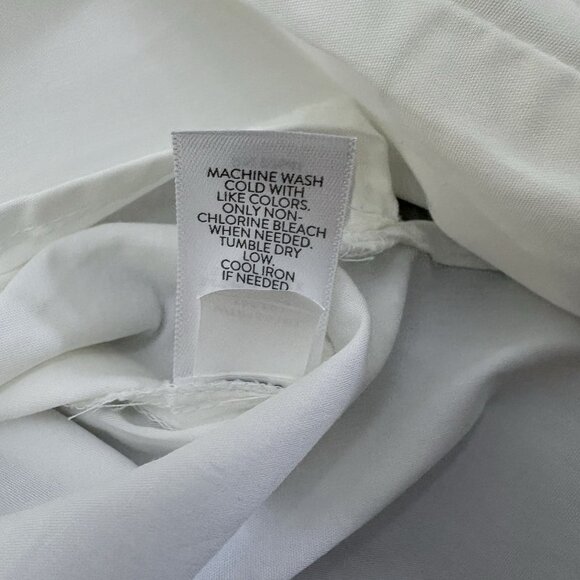 MACHINE WASH
COLD WITH
LIKE COLORS.
ONLY NON-
CHLORINE BLEACH
WHEN NEEDED.
TUMBLE DRY
LOW.
COOL IRON
IF NEEDED